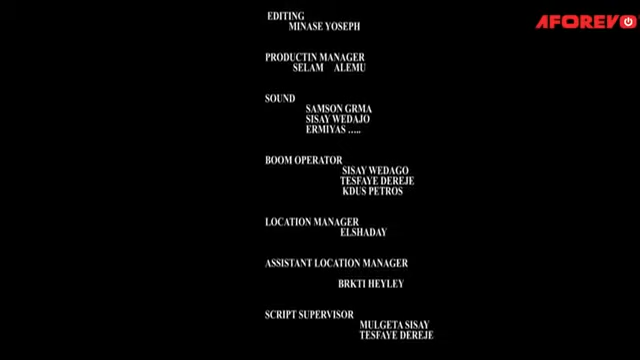 EDITING
MINASE YOSEPH
AFOREVO
PRODUCTIN MANAGER
SELAM ALEMU
SOUND
SAMSON GRMA
SISAY WEDAJO
ERMIYAS …..
BOOM OPERATOR
SISAY WEDAGO
TESFAYE DEREJE
KDUS PETROS
LOCATION MANAGER
ELSHADAY
ASSISTANT LOCATION MANAGER
BRKTI HEYLEY
SCRIPT SUPERVISOR
MULGETA SISAY
TESFAYE DEREJE